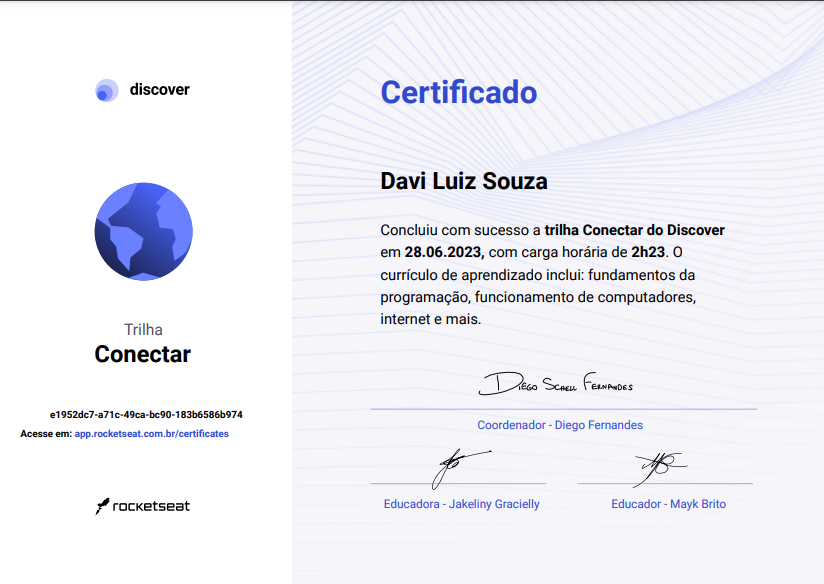 discover
Trilha
Conectar
e1952dc7-a71c-49ca-bc90-183b6586b974
Acesse em: app.rocketseat.com.br/certificates
rocketseat
Certificado
Davi Luiz Souza
Concluiu com sucesso a trilha Conectar do Discover
em 28.06.2023, com carga horária de 2h23. O
currículo de aprendizado inclui: fundamentos da
programação, funcionamento de computadores,
internet e mais.
Diego Schell Fernandes
Coordenador - Diego Fernandes
Educadora - Jakeliny Gracielly
Educador - Mayk Brito